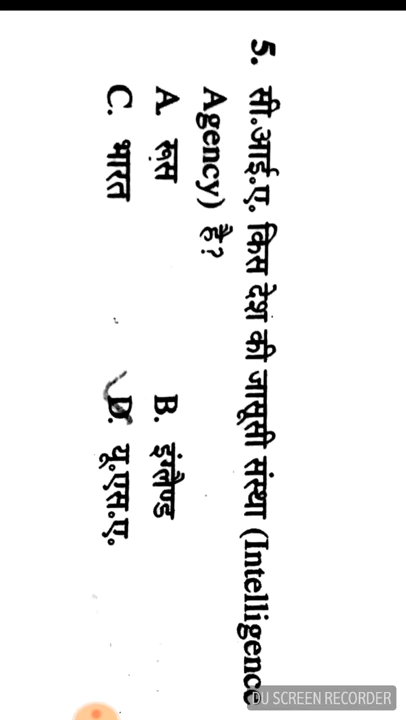 5. सी.आई.ए. किस देश की जासूसी संस्था (Intelligence
Agency) है?
A. रूस B. इंग्लैण्ड
C. भारत D. यू.एस.ए.
DU SCREEN RECORDER